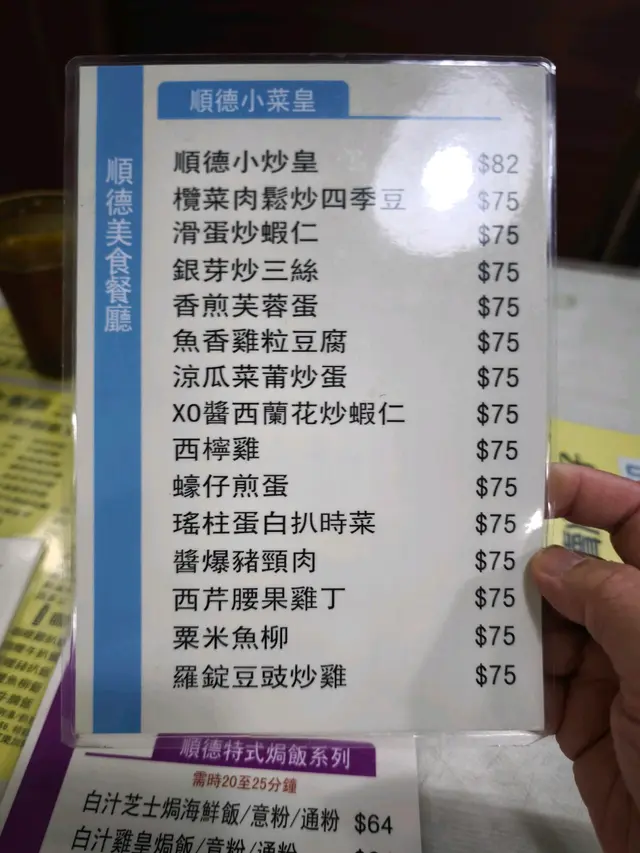 順德美食餐廳
順德小菜皇
順德小炒皇 $82
欖菜肉鬆炒四季豆 $75
滑蛋炒蝦仁 $75
銀芽炒三絲 $75
香煎芙蓉蛋 $75
魚香雞粒豆腐 $75
涼瓜菜莆炒蛋 $75
XO醬西蘭花炒蝦仁 $75
西檸雞 $75
蠔仔煎蛋 $75
瑤柱蛋白扒時菜 $75
醬爆豬頸肉 $75
西芹腰果雞丁 $75
粟米魚柳 $75
羅錠豆豉炒雞 $75
順德特式焗飯系列
需時20至25分鐘
白汁芝士焗海鮮飯/意粉/通粉 $64
白汁雞皇焗飯/意粉/通粉